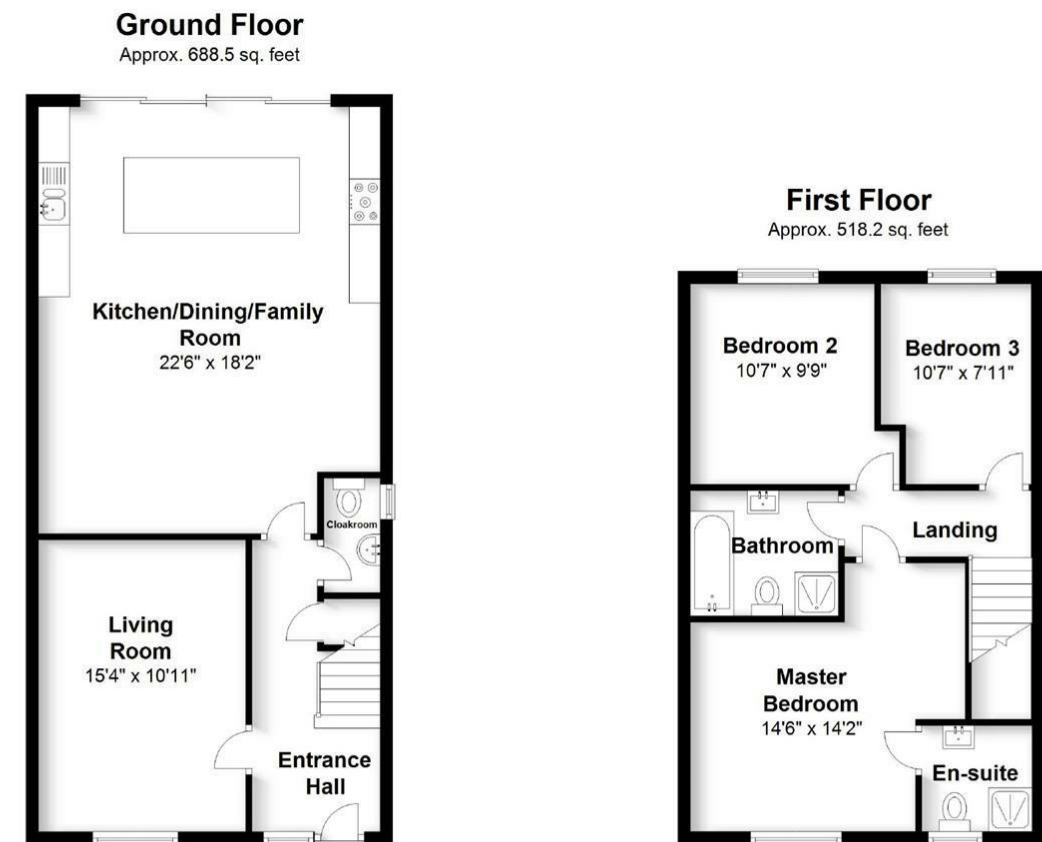 Ground Floor
Approx. 688.5 sq. feet
Kitchen/Dining/Family
Room
22'6" x 18'2"
Cloakroom
Living
Room
15'4" x 10'11"
Entrance
Hall
First Floor
Approx. 518.2 sq. feet
Bedroom 2
10'7" x 9'9"
Bedroom 3
10'7" x 7'11"
Landing
Bathroom
Master
Bedroom
14'6" x 14'2"
En-suite